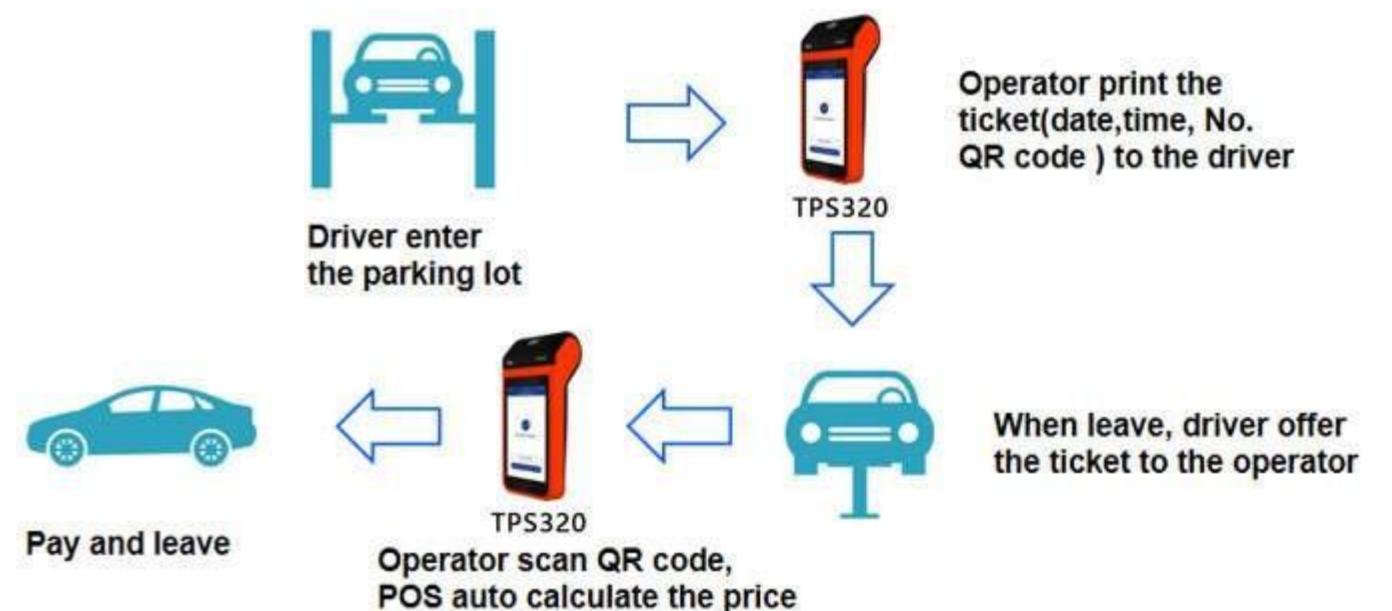 Driver enter
the parking lot
TPS320
Operator print the
ticket(date,time, No.
QR code ) to the driver
When leave, driver offer
the ticket to the operator
TPS320
Operator scan QR code,
POS auto calculate the price
Pay and leave